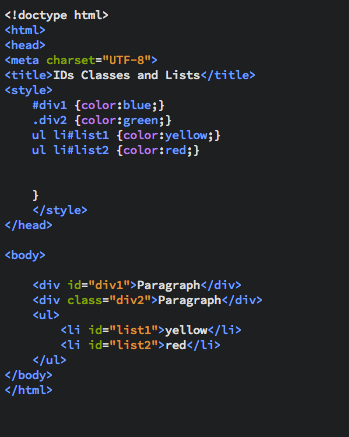 <!doctype html>
<html>
<head>
<meta charset="UTF-8">
<title>IDs Classes and Lists</title>
<style>
#div1 {color:blue;}
.div2 {color:green;}
ul li#list1 {color:yellow;}
ul li#list2 {color:red;}
}
</style>
</head>
<body>
<div id="div1">Paragraph</div>
<div class="div2">Paragraph</div>
<ul>
<li id="list1">yellow</li>
<li id="list2">red</li>
</ul>
</body>
</html>